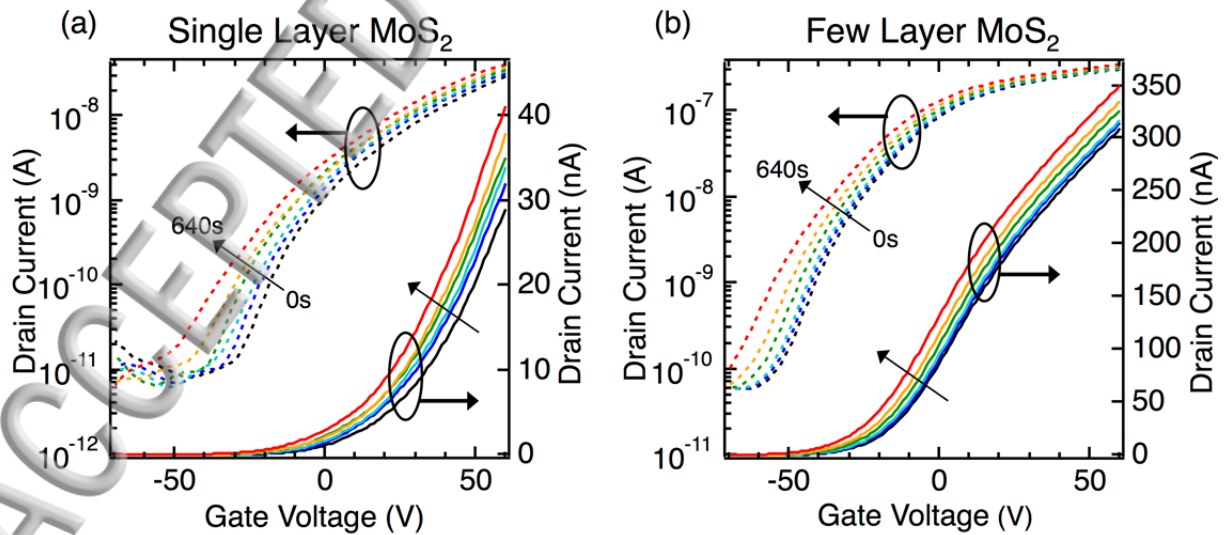 (a)
Single Layer MoS₂
Drain Current (A)
10⁻⁸
10⁻⁹
10⁻¹⁰
10⁻¹¹
10⁻¹²
640s
0s
40
30
20
10
0
Drain Current (nA)
-50
0
50
Gate Voltage (V)
(b)
Few Layer MoS₂
Drain Current (A)
10⁻⁷
10⁻⁸
10⁻⁹
10⁻¹⁰
10⁻¹¹
640s
0s
350
300
250
200
150
100
50
0
Drain Current (nA)
-50
0
50
Gate Voltage (V)
ACCEPTED